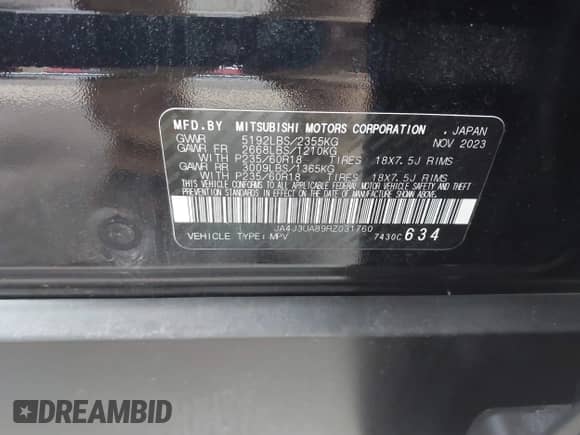 MFD.BY MITSUBISHI MOTORS CORPORATION, JAPAN
GVWR 5192LBS/2355KG NOV 2023
GAWR FR 2668LBS/1210KG
WITH P235/60R18 TIRES 18X7.5J RIMS
GAWR RR 3009LBS/1365KG
WITH P235/60R18 TIRES 18X7.5J RIMS
THIS VEHICLE CONFORMS TO ALL APPLICABLE FEDERAL MOTOR VEHICLE SAFETY AND THEFT
PREVENTION STANDARDS IN EFFECT ON THE DATE OF MANUFACTURE SHOWN ABOVE.
JA4J3UA89RZ031760
VEHICLE TYPE: MPV 7430C634
DREAMBID